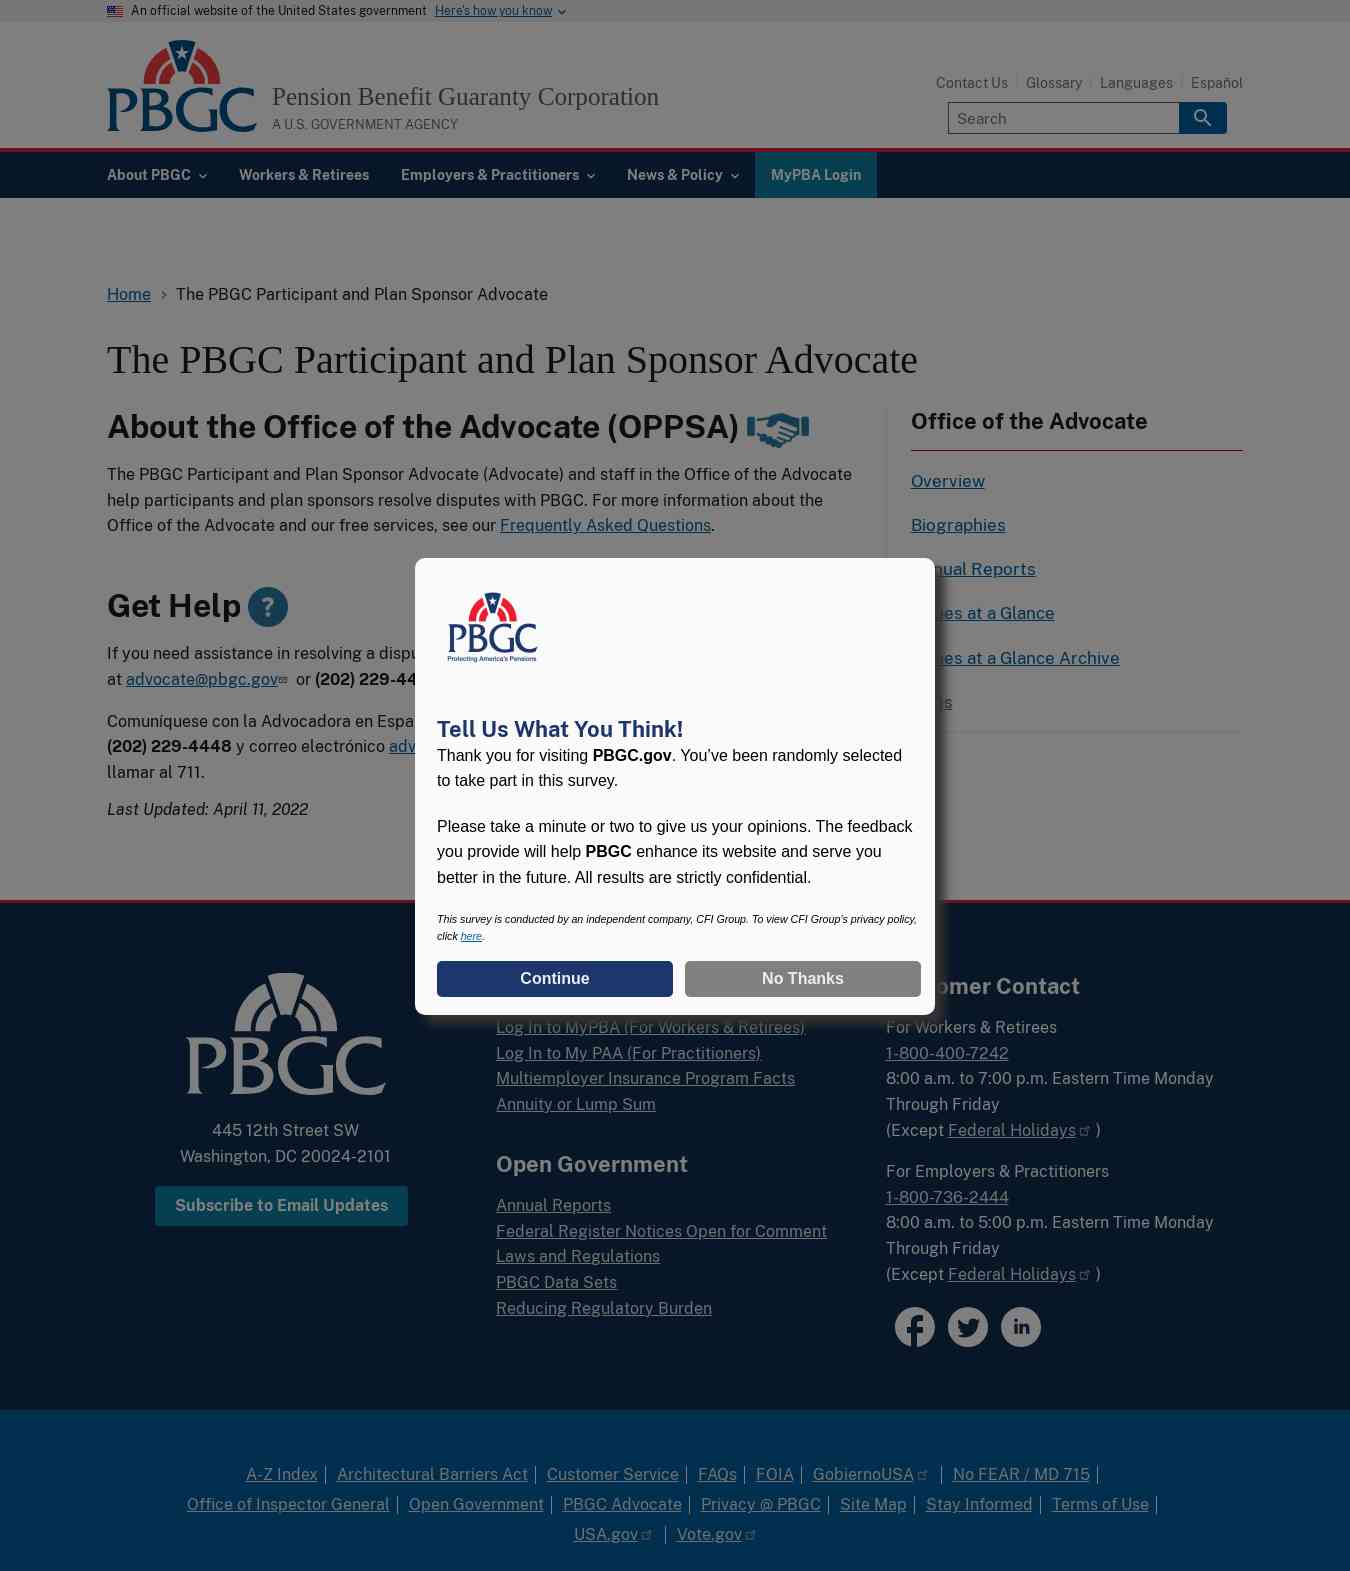 An official website of the United States government Here's how you know
PBGC
Pension Benefit Guaranty Corporation
A U.S. GOVERNMENT AGENCY
Contact Us Glossary Languages Español
Search
About PBGC Workers & Retirees Employers & Practitioners News & Policy MyPBA Login
Home The PBGC Participant and Plan Sponsor Advocate
The PBGC Participant and Plan Sponsor Advocate
About the Office of the Advocate (OPPSA)
The PBGC Participant and Plan Sponsor Advocate (Advocate) and staff in the Office of the Advocate
help participants and plan sponsors resolve disputes with PBGC. For more information about the
Office of the Advocate and our free services, see our Frequently Asked Questions.
Get Help ?
If you need assistance in resolving a
at advocate@pbgc.gov or (202)
Comuníquese con la Advocadora en
(202) 229-4448 y correo electrónico
llamar al 711.
Last Updated: April 11, 2022
Office of the Advocate
Overview
Biographies
Reports
at a Glance
at a Glance Archive
PBGC
Protecting America's Pensions
Tell Us What You Think!
Thank you for visiting PBGC.gov. You’ve been randomly selected
to take part in this survey.
Please take a minute or two to give us your opinions. The feedback
you provide will help PBGC enhance its website and serve you
better in the future. All results are strictly confidential.
This survey is conducted by an independent company, CFI Group. To view CFI Group's privacy policy,
click here.
Continue No Thanks
PBGC
445 12th Street SW
Washington, DC 20024-2101
Subscribe to Email Updates
Log In to MyPBA (For Workers & Retirees)
Log In to My PAA (For Practitioners)
Multiemployer Insurance Program Facts
Annuity or Lump Sum
Open Government
Annual Reports
Federal Register Notices Open for Comment
Laws and Regulations
PBGC Data Sets
Reducing Regulatory Burden
Contact
For Workers & Retirees
1-800-400-7242
8:00 a.m. to 7:00 p.m. Eastern Time Monday
Through Friday
(Except Federal Holidays )
For Employers & Practitioners
1-800-736-2444
8:00 a.m. to 5:00 p.m. Eastern Time Monday
Through Friday
(Except Federal Holidays )
in
A-Z Index Architectural Barriers Act Customer Service FAQs FOIA GobiernoUSA No FEAR / MD 715
Office of Inspector General Open Government PBGC Advocate Privacy @ PBGC Site Map Stay Informed Terms of Use
USA.gov Vote.gov